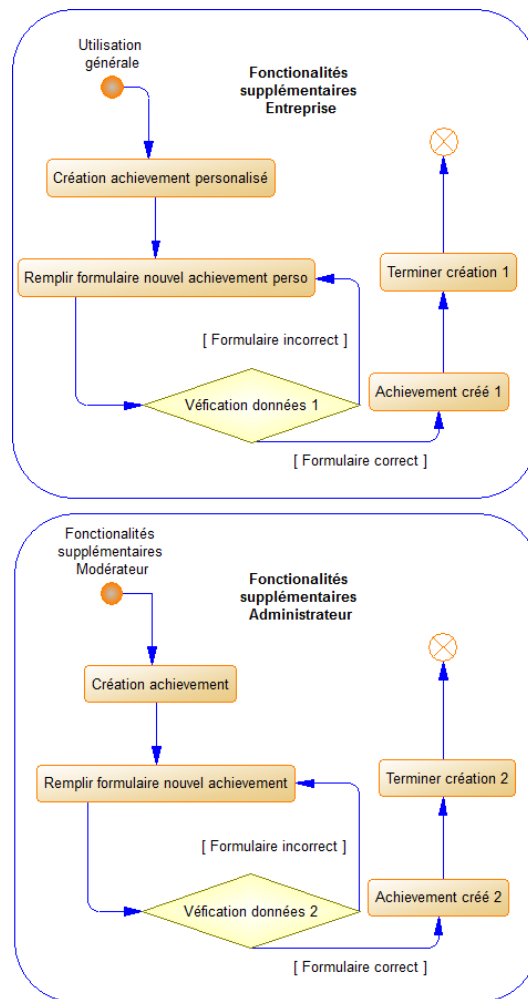 Utilisation
générale
Fonctionalités
supplémentaires
Entreprise
Création achievement personalisé
Remplir formulaire nouvel achievement perso
Terminer création 1
[ Formulaire incorrect ]
Véfication données 1
Achievement créé 1
[ Formulaire correct ]
Fonctionalités
supplémentaires
Modérateur
Fonctionalités
supplémentaires
Administrateur
Création achievement
Remplir formulaire nouvel achievement
Terminer création 2
[ Formulaire incorrect ]
Véfication données 2
Achievement créé 2
[ Formulaire correct ]